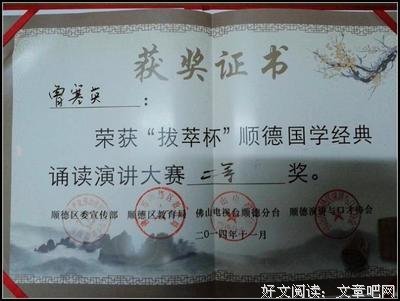 获奖证书
曾寒英：
荣获“拔萃杯”顺德国学经典
诵读演讲大赛二等奖。
顺德区委宣传部 顺德区教育局 佛山电视台顺德分台 顺德演讲与口才协会
二〇一四年十一月
好文阅读：文章吧网